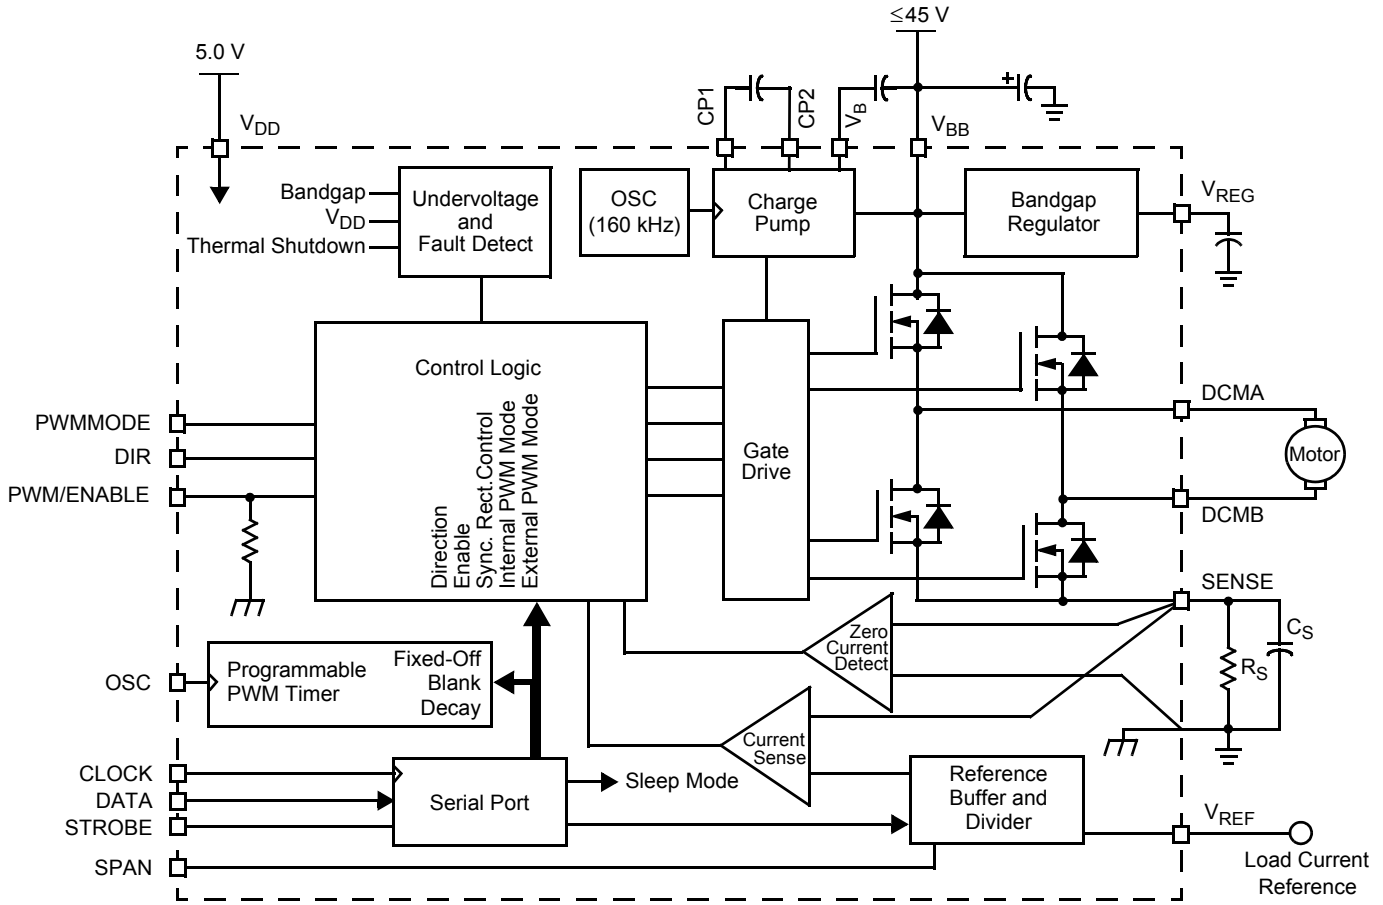 ≤45 V
5.0 V
VDD
CP1
CP2
VB
VBB
Bandgap
VDD
Thermal Shutdown
Undervoltage
and
Fault Detect
OSC
(160 kHz)
Charge
Pump
Bandgap
Regulator
VREG
Control Logic
Direction
Enable
Sync. Rect.Control
Internal PWM Mode
External PWM Mode
Gate
Drive
PWMMODE
DIR
PWM/ENABLE
DCMA
Motor
DCMB
SENSE
CS
RS
Zero
Current
Detect
Current
Sense
OSC
Programmable
PWM Timer
Fixed-Off
Blank
Decay
CLOCK
DATA
STROBE
SPAN
Serial Port
Sleep Mode
Reference
Buffer and
Divider
VREF
Load Current
Reference